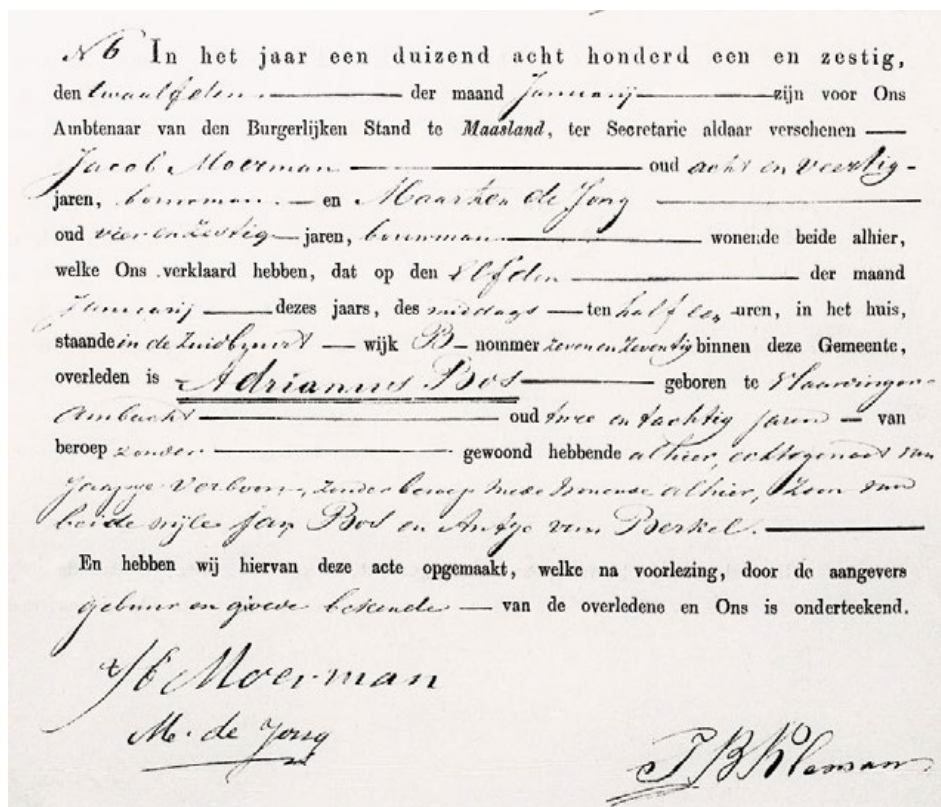 N 6 In het jaar een duizend acht honderd een en zestig,
den twaalfden der maand Januarij zijn voor Ons
Ambtenaar van den Burgerlijken Stand te Maasland, ter Secretarie aldaar verschenen
Jacob Moerman oud acht en veertig
jaren, bouwman en Maarten de Jong
oud vier en zestig jaren, bouwman wonende beide alhier,
welke Ons verklaard hebben, dat op den Elfden der maand
Januarij dezes jaars, des middags ten half een uren, in het huis,
staande in de Zuidbuurt wijk B nommer zeven en zeventig binnen deze Gemeente,
overleden is Adrianus Bos geboren te Vlaardinger
Ambacht oud twee en tachtig jaren van
beroep zonder gewoond hebbende alhier, echtgenoot van
Verboon, zonder beroep mede wonende alhier, Zoon van
beide wijle Jan Bos en Antje van Berkel.
En hebben wij hiervan deze acte opgemaakt, welke na voorlezing, door de aangevers
gebuur en goede bekende van de overledene en Ons is onderteekend.
Moerman
M. de Jong